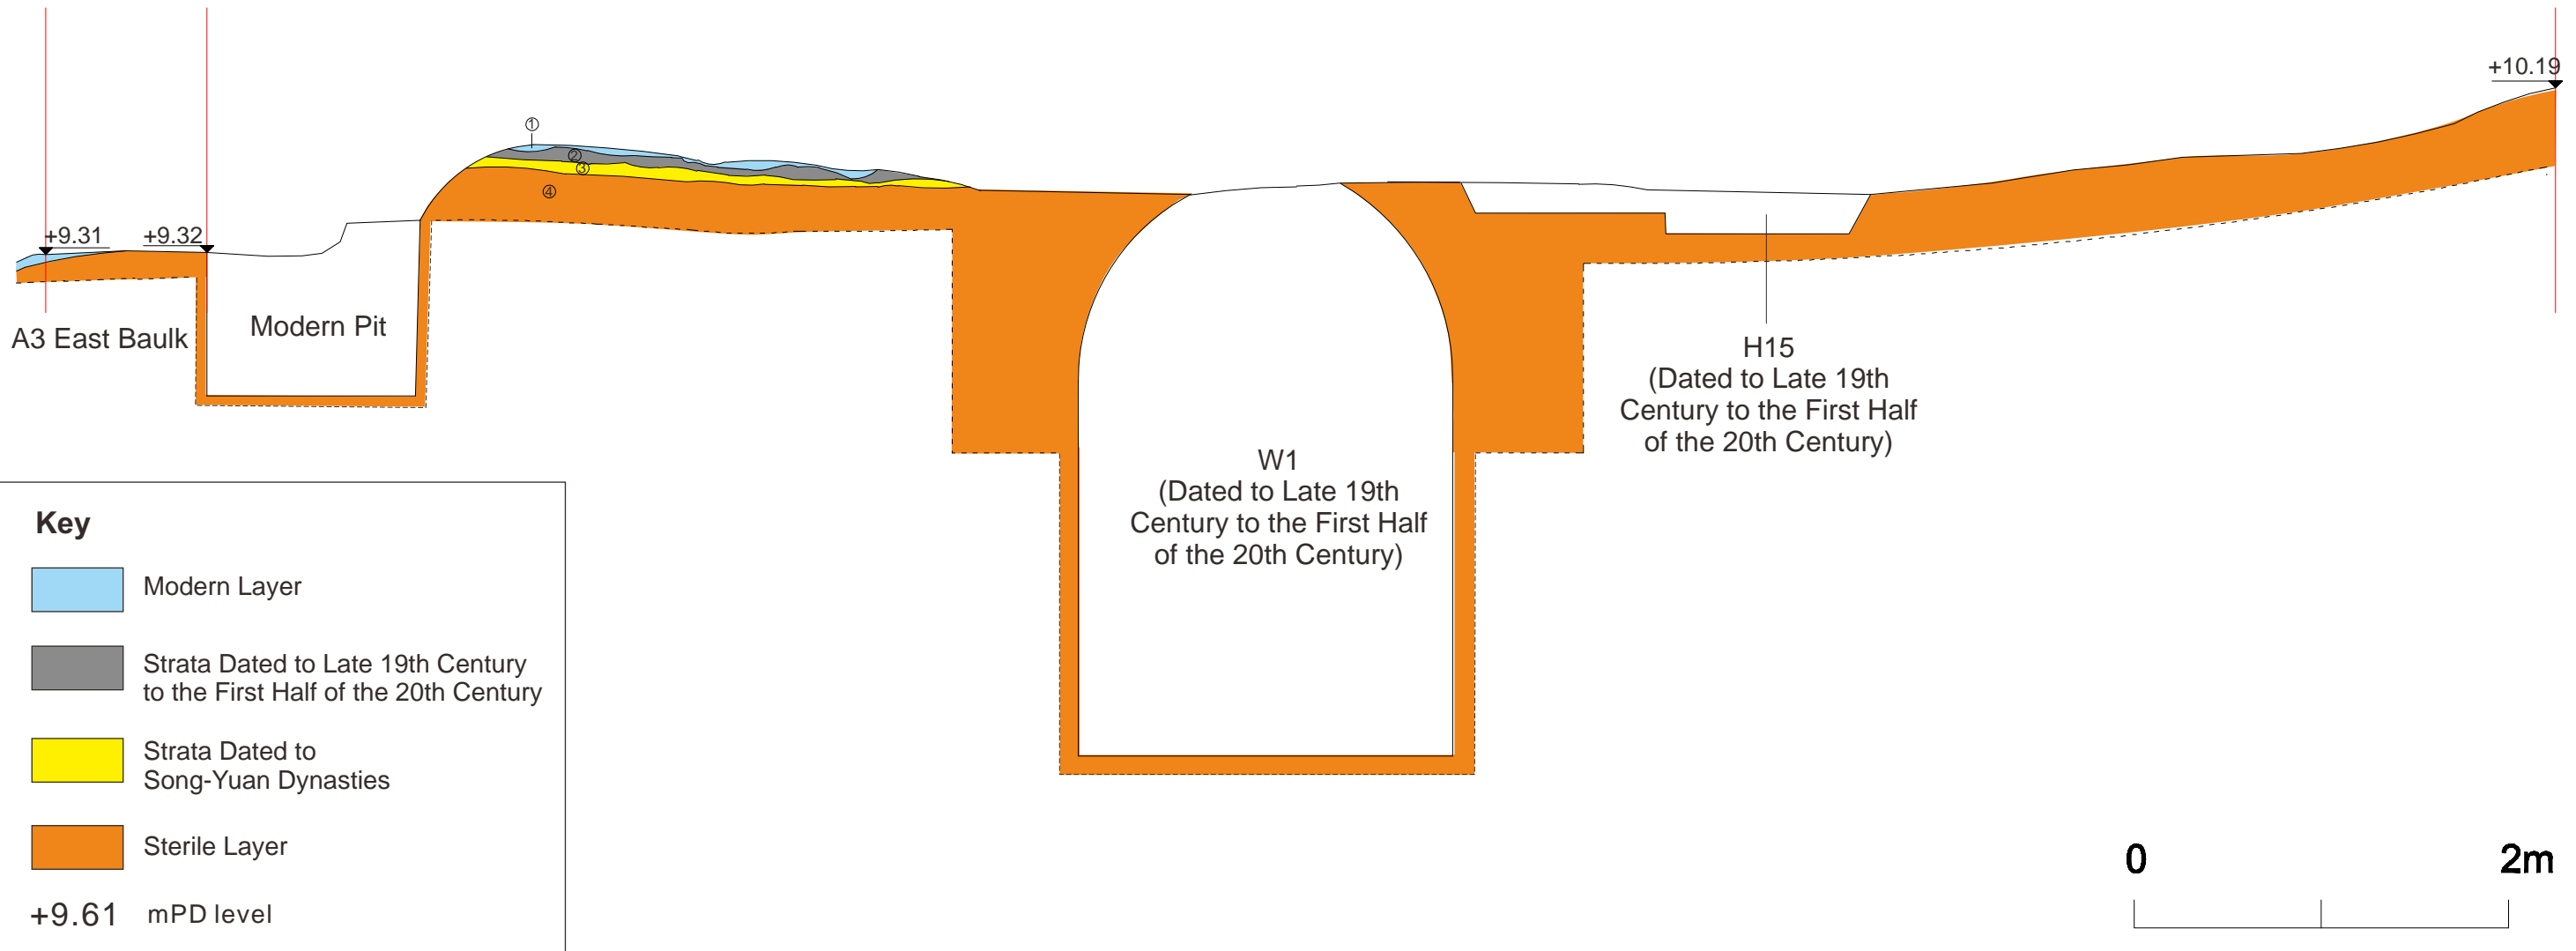 +10.19
①
②
③
④
+9.31
+9.32
A3 East Baulk
Modern Pit
H15
(Dated to Late 19th
Century to the First Half
of the 20th Century)
W1
(Dated to Late 19th
Century to the First Half
of the 20th Century)
Key
Modern Layer
Strata Dated to Late 19th Century
to the First Half of the 20th Century
Strata Dated to
Song-Yuan Dynasties
Sterile Layer
+9.61 mPD level
0 2m